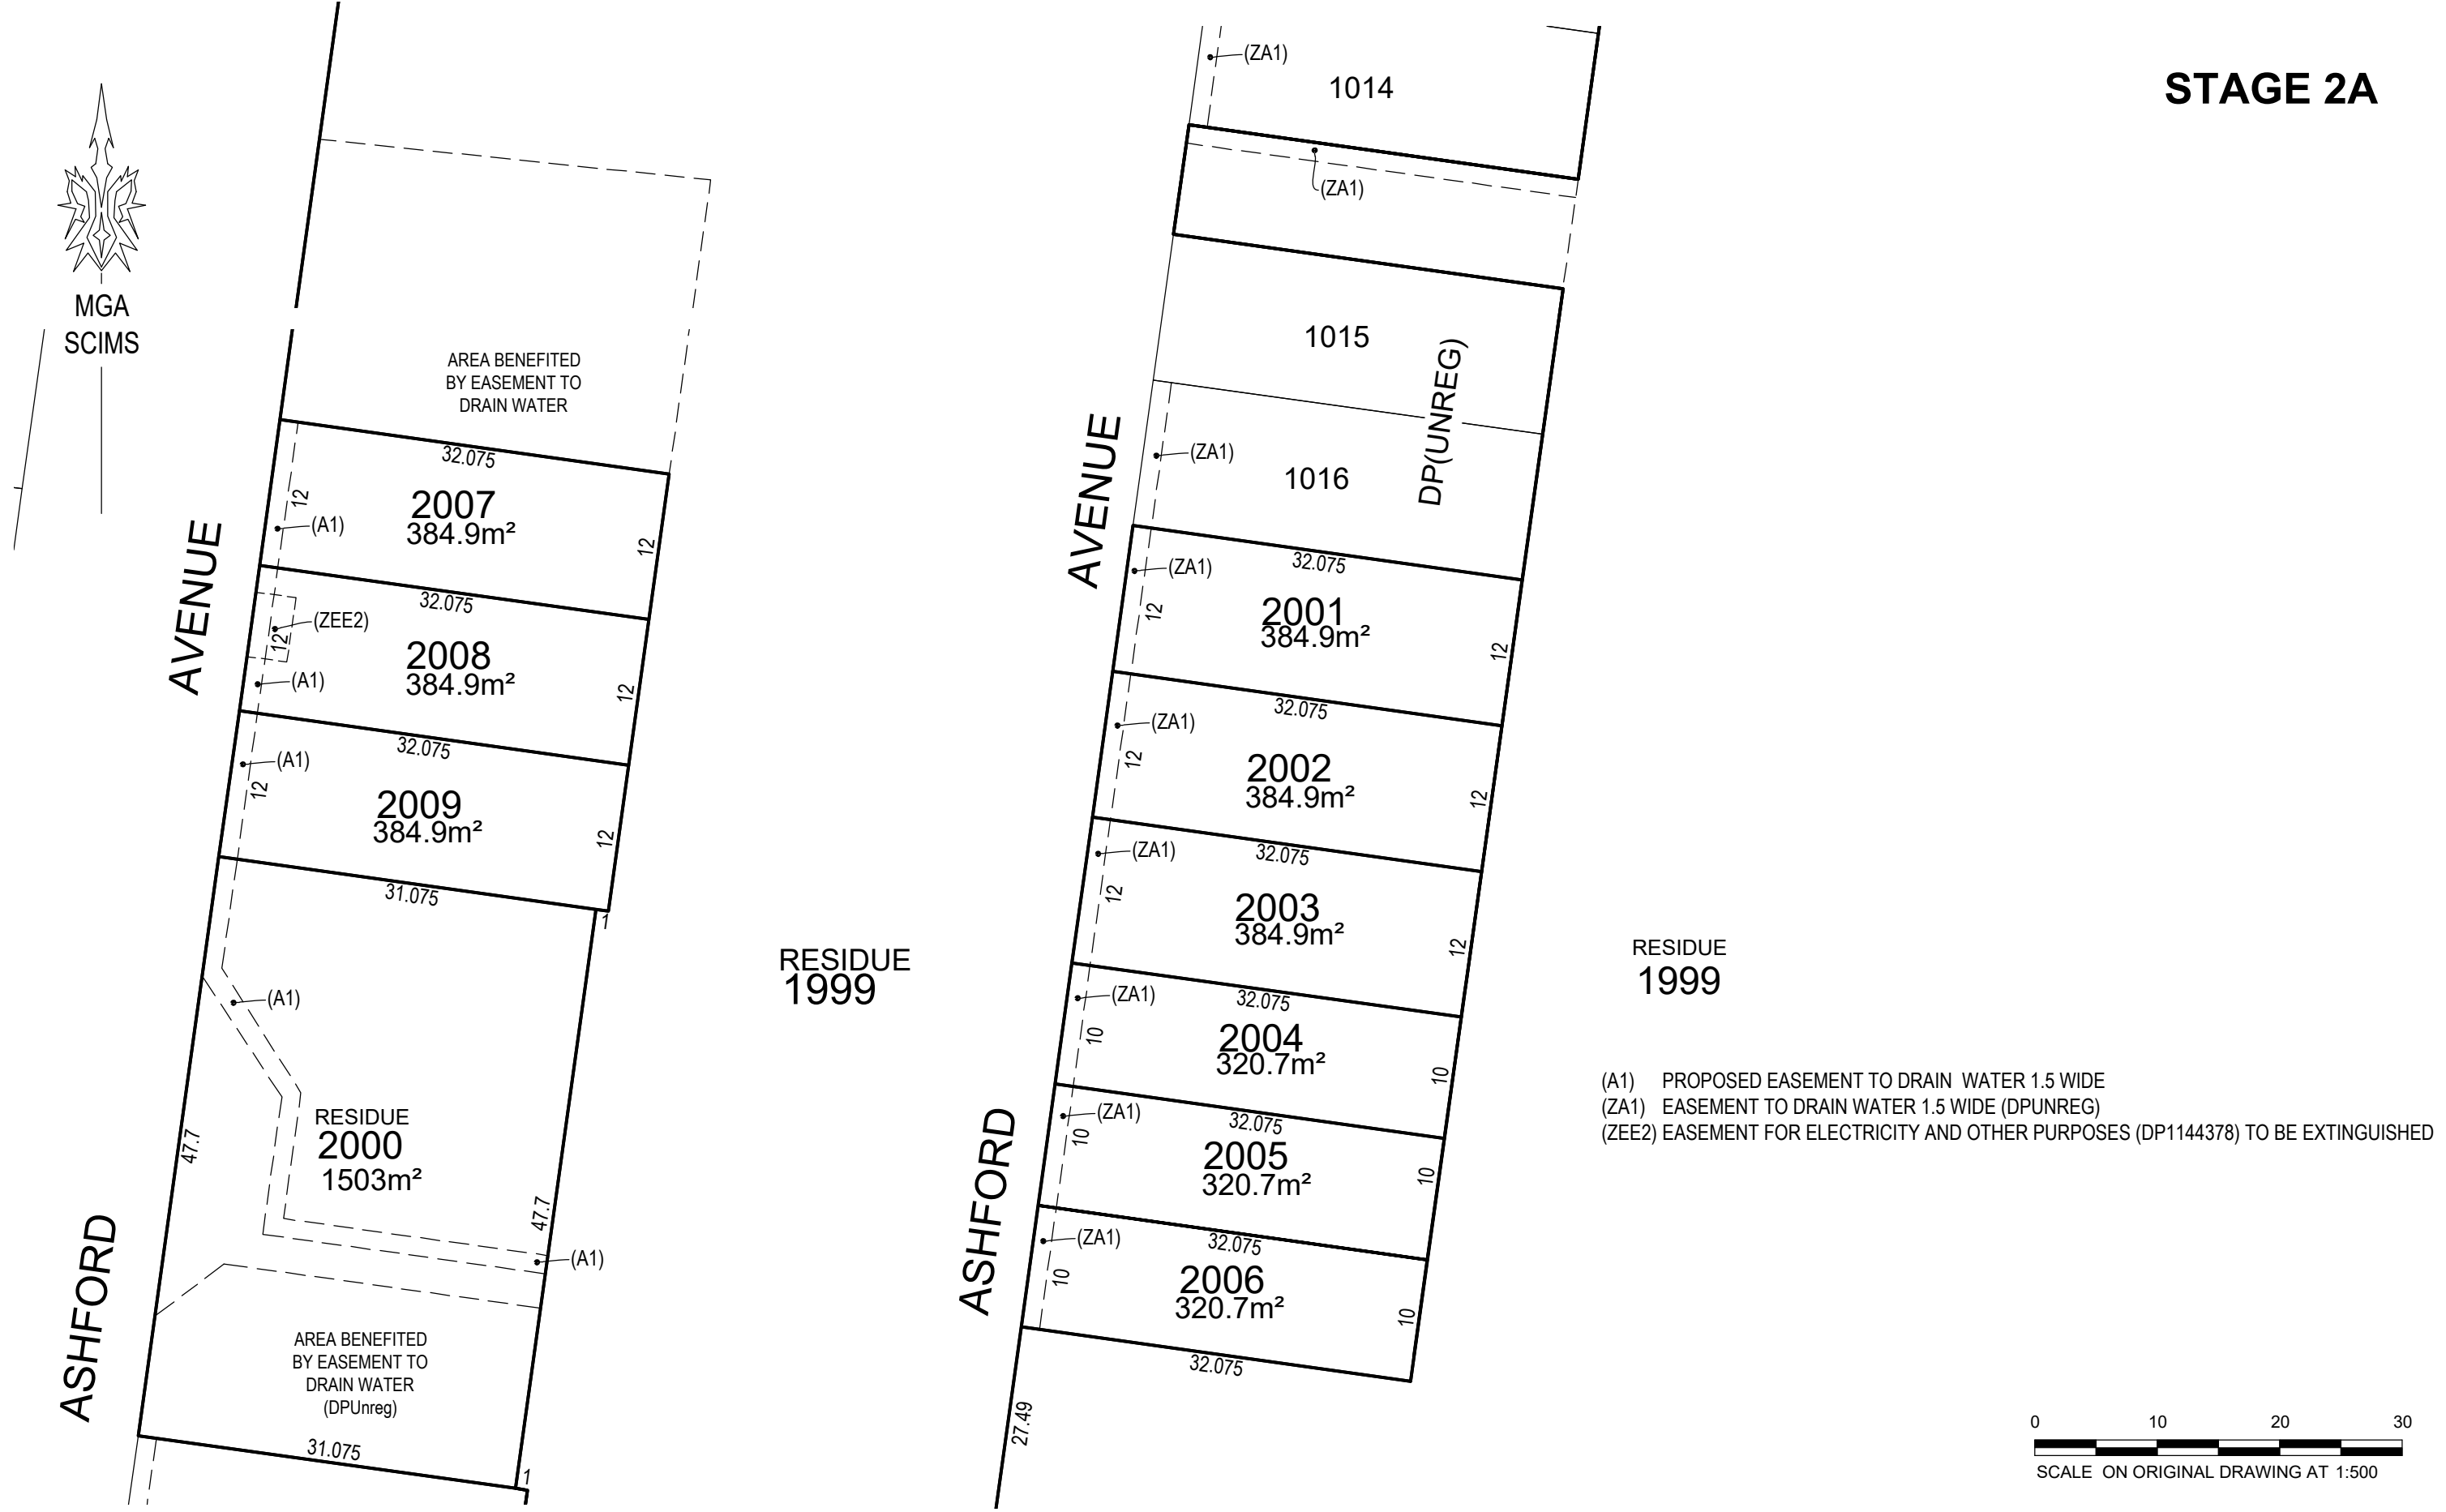 STAGE 2A
MGA
SCIMS
AREA BENEFITED
BY EASEMENT TO
DRAIN WATER
32.075
12
2007
384.9m²
(A1)
12
AVENUE
32.075
(ZEE2)
12
2008
384.9m²
(A1)
12
32.075
(A1)
12
2009
384.9m²
12
31.075
1
(A1)
RESIDUE
2000
1503m²
47.7
47.7
(A1)
ASHFORD
AREA BENEFITED
BY EASEMENT TO
DRAIN WATER
(DPUnreg)
31.075
1
RESIDUE
1999
(ZA1)
1014
(ZA1)
1015
DP(UNREG)
AVENUE
(ZA1)
1016
32.075
(ZA1)
12
2001
384.9m²
12
32.075
(ZA1)
12
2002
384.9m²
12
32.075
(ZA1)
12
2003
384.9m²
12
32.075
(ZA1)
10
2004
320.7m²
10
32.075
(ZA1)
10
2005
320.7m²
10
ASHFORD
32.075
(ZA1)
10
2006
320.7m²
10
32.075
27.49
RESIDUE
1999
(A1) PROPOSED EASEMENT TO DRAIN WATER 1.5 WIDE
(ZA1) EASEMENT TO DRAIN WATER 1.5 WIDE (DPUNREG)
(ZEE2) EASEMENT FOR ELECTRICITY AND OTHER PURPOSES (DP1144378) TO BE EXTINGUISHED
0 10 20 30
SCALE ON ORIGINAL DRAWING AT 1:500